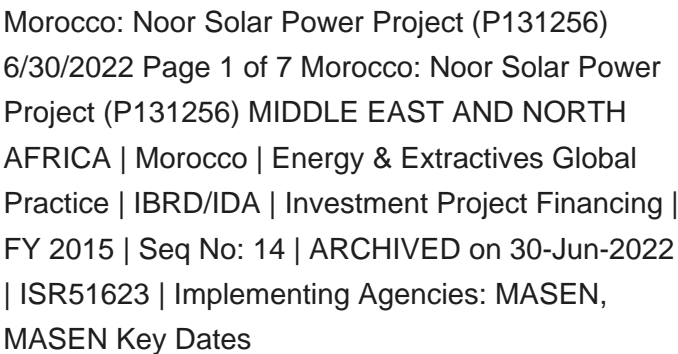 Morocco: Noor Solar Power Project (P131256)
6/30/2022 Page 1 of 7 Morocco: Noor Solar Power
Project (P131256) MIDDLE EAST AND NORTH
AFRICA | Morocco | Energy & Extractives Global
Practice | IBRD/IDA | Investment Project Financing |
FY 2015 | Seq No: 14 | ARCHIVED on 30-Jun-2022
| ISR51623 | Implementing Agencies: MASEN,
MASEN Key Dates